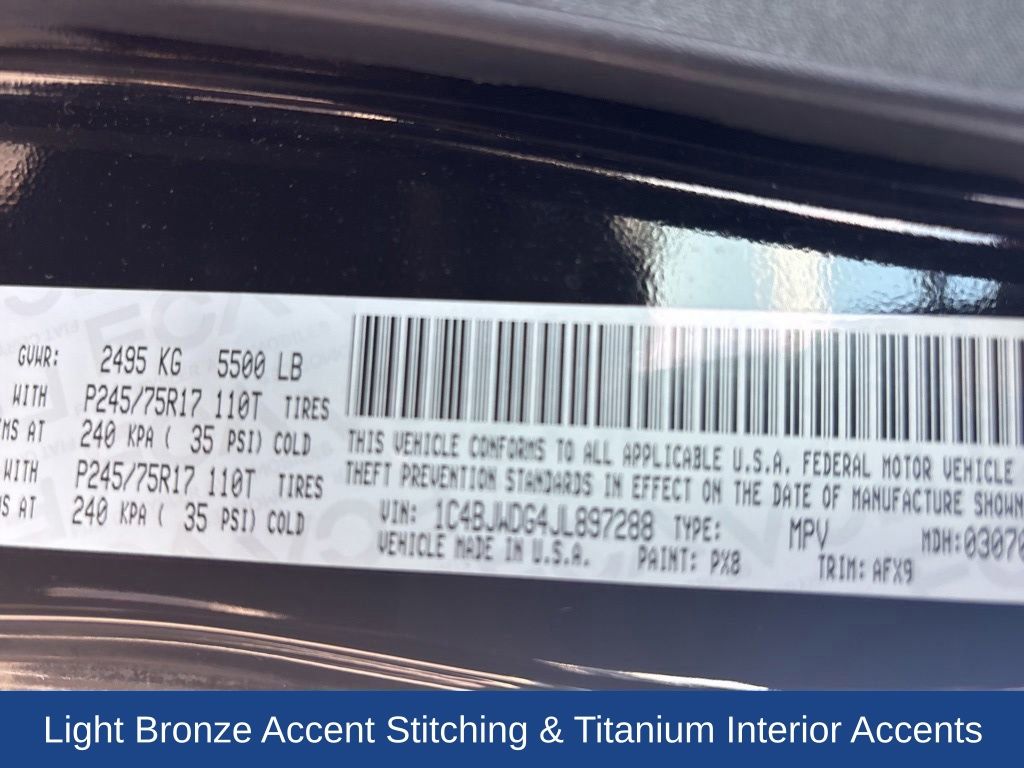 GVWR: 2495 KG 5500 LB
WITH P245/75R17 110T TIRES
MS AT 240 KPA ( 35 PSI) COLD
WITH P245/75R17 110T TIRES
MS AT 240 KPA ( 35 PSI) COLD
THIS VEHICLE CONFORMS TO ALL APPLICABLE U.S.A. FEDERAL MOTOR VEHICLE
THEFT PREVENTION STANDARDS IN EFFECT ON THE DATE OF MANUFACTURE SHOWN
VIN: 1C4BJWDG4JL897288 TYPE: MPV MDH:03070
VEHICLE MADE IN U.S.A. PAINT: PX8 TRIM: AFX9
Light Bronze Accent Stitching & Titanium Interior Accents